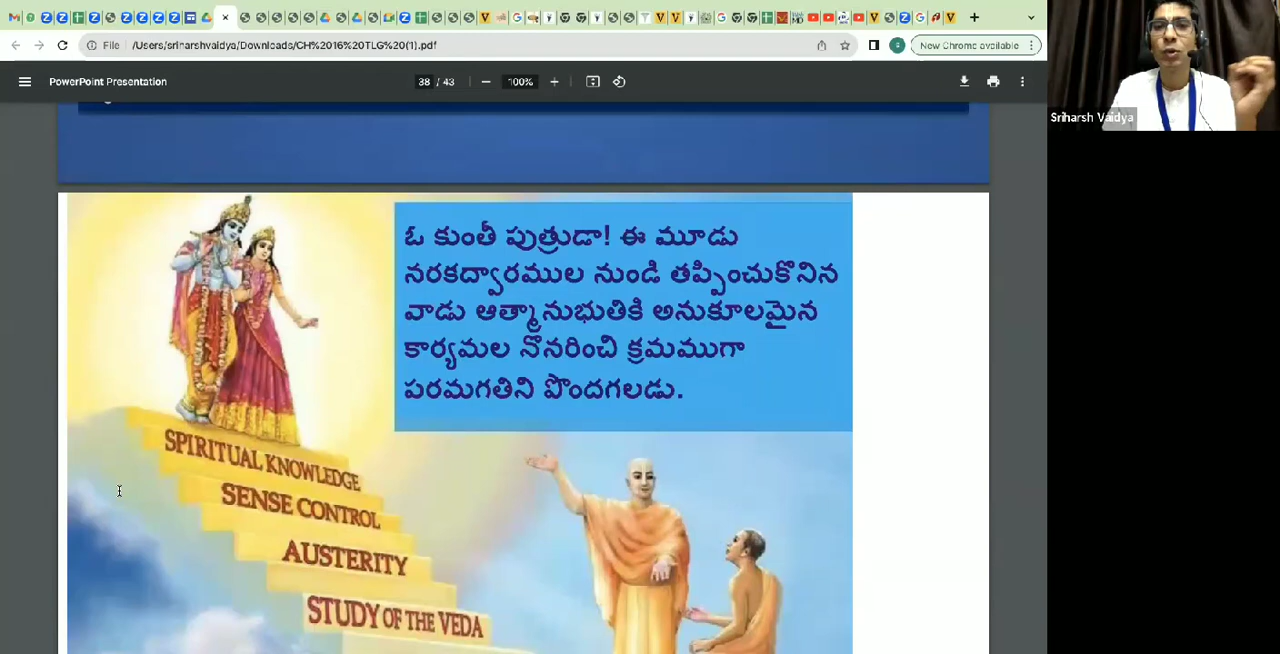 File
/Users/sriharshvaidya/Downloads/CH%2016%20TLG%20(1).pdf
New Chrome available
PowerPoint Presentation
38 / 43
100%
Sriharsh Vaidya
ఓ కుంతీ పుత్రుడా! ఈ మూడు
నరకద్వారముల నుండి తప్పించుకొనిన
వాడు ఆత్మానుభుతికి అనుకూలమైన
కార్యమల నొనరించి క్రమముగా
పరమగతిని పొందగలడు.
SPIRITUAL KNOWLEDGE
SENSE CONTROL
AUSTERITY
STUDY OF THE VEDA